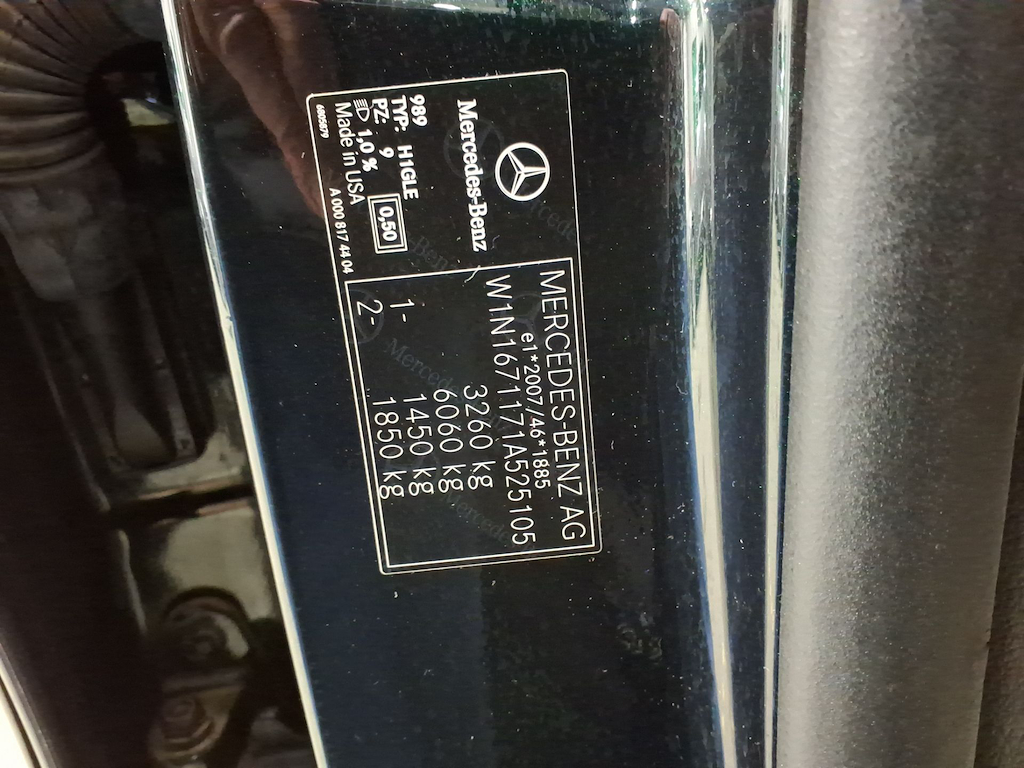 Mercedes-Benz
989
TYP: H1GLE
PZ: 9
1,0 %
0,50
Made in USA
A 000 817 44 04
MERCEDES-BENZ AG
e1*2007/46*1885
W1N1671171A525105
3260 kg
6060 kg
1- 1450 kg
2- 1850 kg